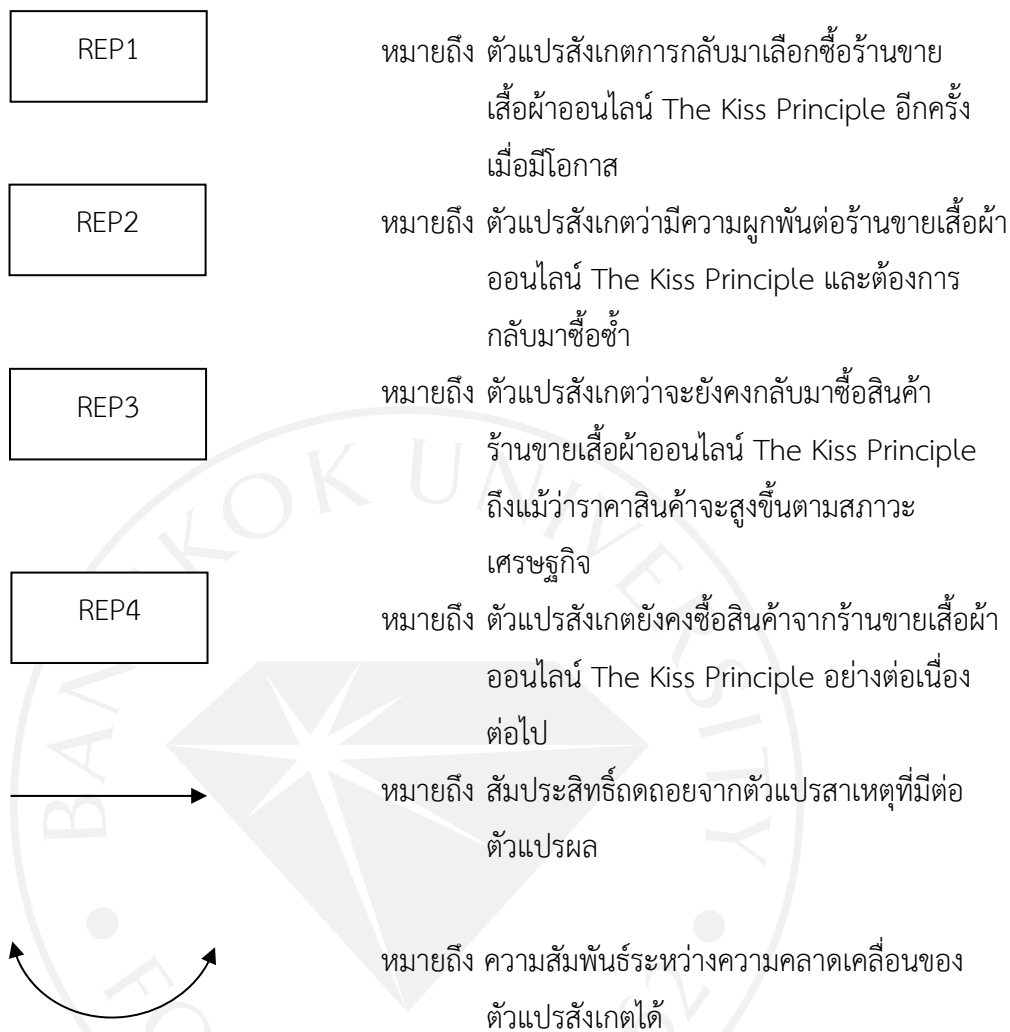 REP1 หมายถึง ตัวแปรสังเกตการกลับมาเลือกซื้อร้านขาย
เสื้อผ้าออนไลน์ The Kiss Principle อีกครั้ง
เมื่อมีโอกาส
REP2 หมายถึง ตัวแปรสังเกตว่ามีความผูกพันต่อร้านขายเสื้อผ้า
ออนไลน์ The Kiss Principle และต้องการ
กลับมาซื้อซ้ำ
REP3 หมายถึง ตัวแปรสังเกตว่าจะยังคงกลับมาซื้อสินค้า
ร้านขายเสื้อผ้าออนไลน์ The Kiss Principle
ถึงแม้ว่าราคาสินค้าจะสูงขึ้นตามสภาวะ
เศรษฐกิจ
REP4 หมายถึง ตัวแปรสังเกตยังคงซื้อสินค้าจากร้านขายเสื้อผ้า
ออนไลน์ The Kiss Principle อย่างต่อเนื่อง
ต่อไป
หมายถึง สัมประสิทธิ์ถดถอยจากตัวแปรสาเหตุที่มีต่อ
ตัวแปรผล
หมายถึง ความสัมพันธ์ระหว่างความคลาดเคลื่อนของ
ตัวแปรสังเกตได้
BANGKOK UNIVERSITY